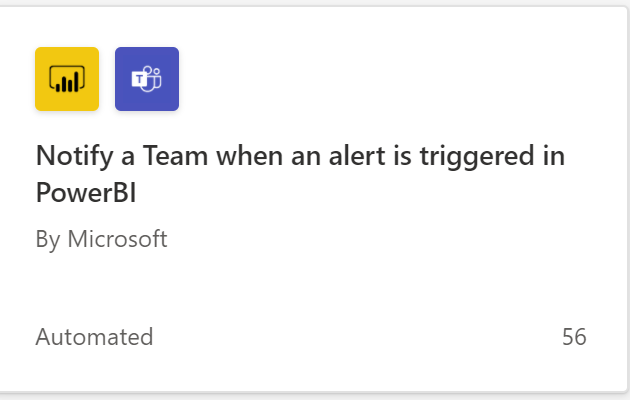 T
Notify a Team when an alert is triggered in
PowerBI
By Microsoft
Automated
56